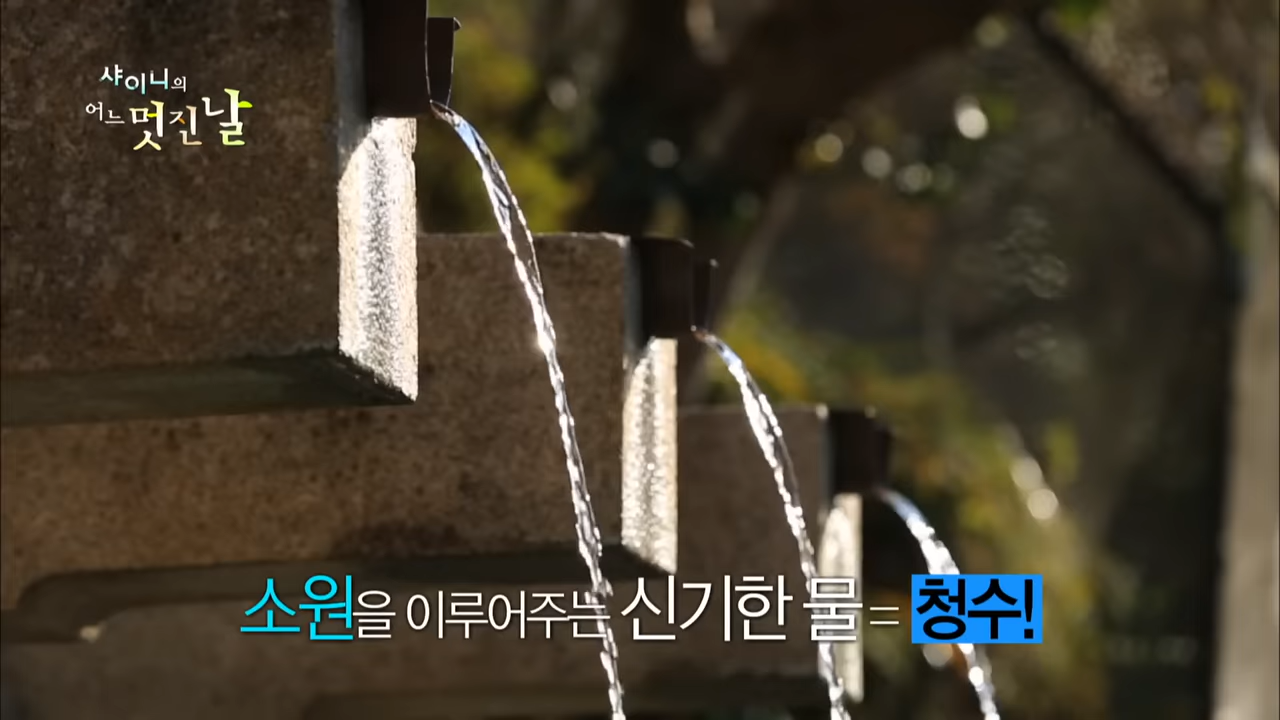 샤이니의
어느 멋진 날
소원을 이루어주는 신기한 물 = 청수!